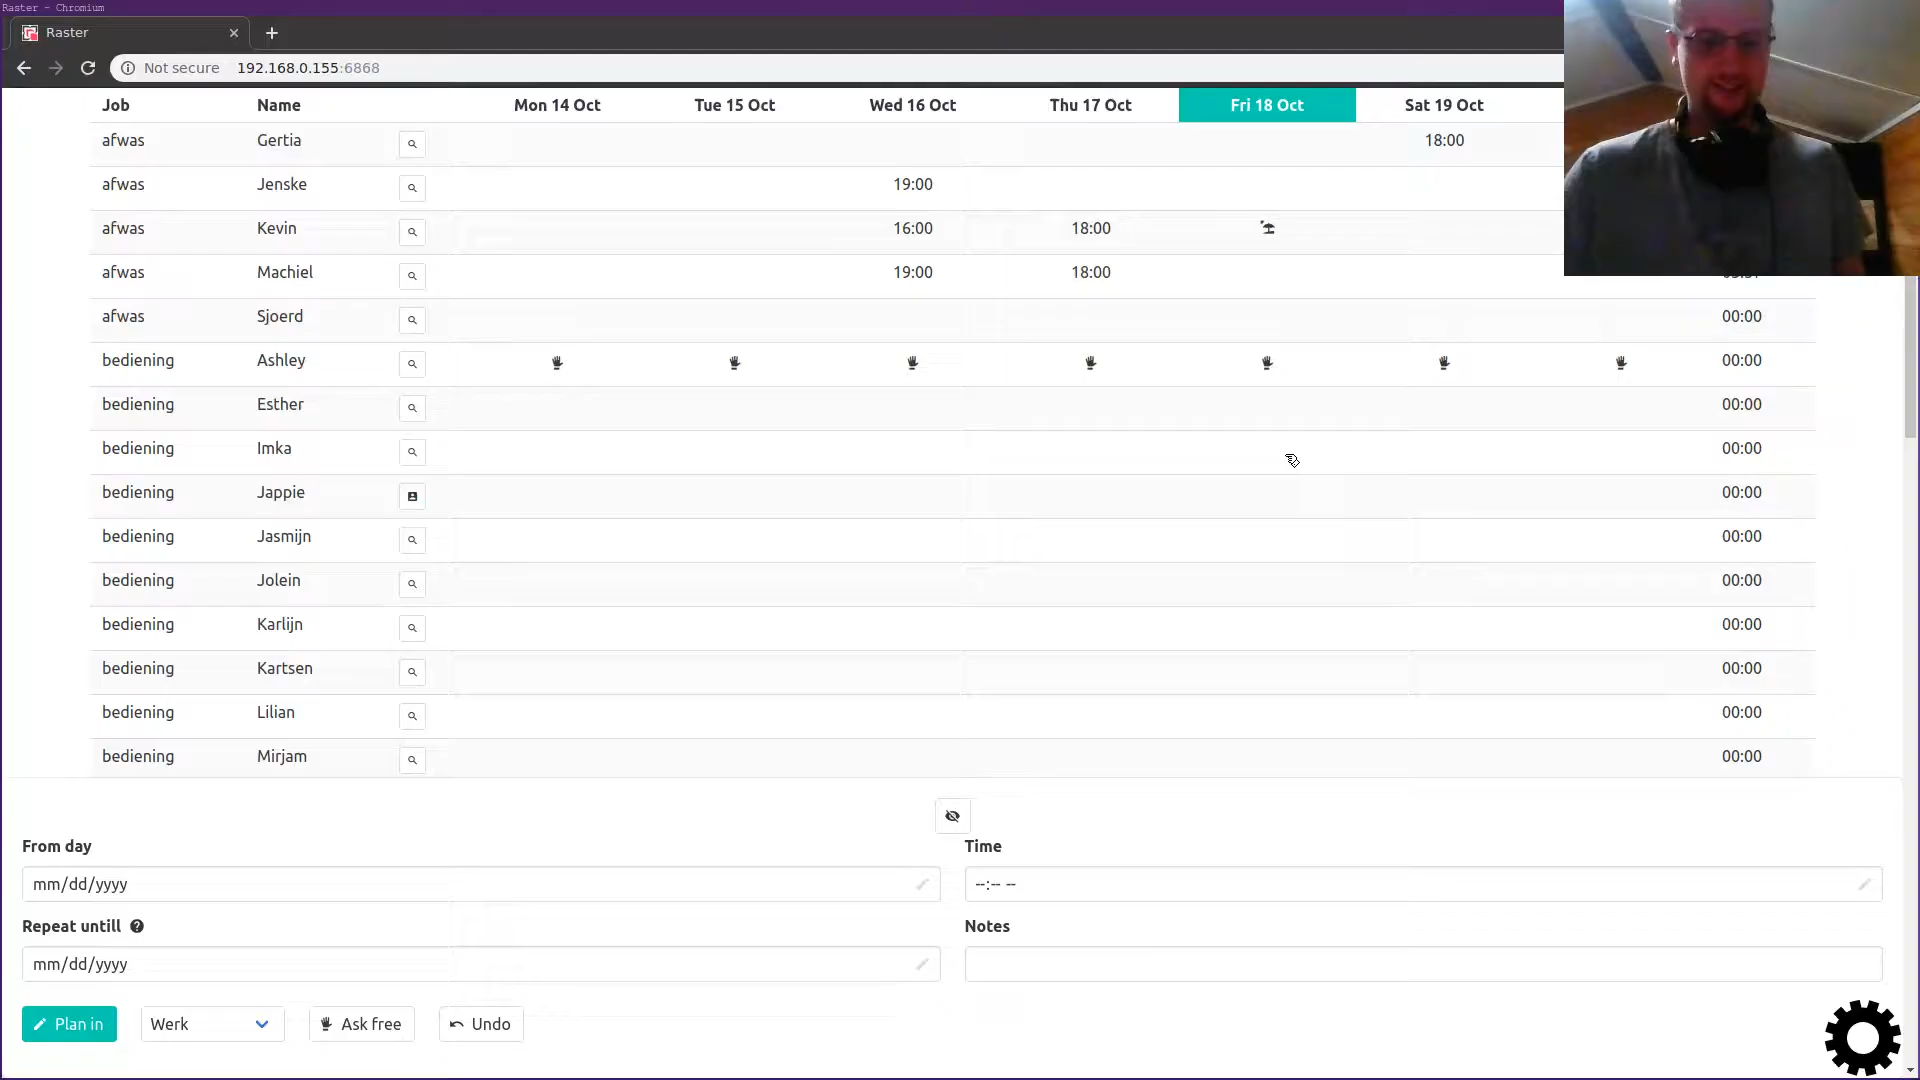 Raster - Chromium
Raster
Not secure 192.168.0.155:6868
Job Name Mon 14 Oct Tue 15 Oct Wed 16 Oct Thu 17 Oct Fri 18 Oct Sat 19 Oct
afwas Gertia 18:00
afwas Jenske 19:00
afwas Kevin 16:00 18:00
afwas Machiel 19:00 18:00
afwas Sjoerd 00:00
bediening Ashley 00:00
bediening Esther 00:00
bediening Imka 00:00
bediening Jappie 00:00
bediening Jasmijn 00:00
bediening Jolein 00:00
bediening Karlijn 00:00
bediening Kartsen 00:00
bediening Lilian 00:00
bediening Mirjam 00:00
From day Time
mm/dd/yyyy --:-- --
Repeat untill Notes
mm/dd/yyyy
Plan in Werk Ask free Undo